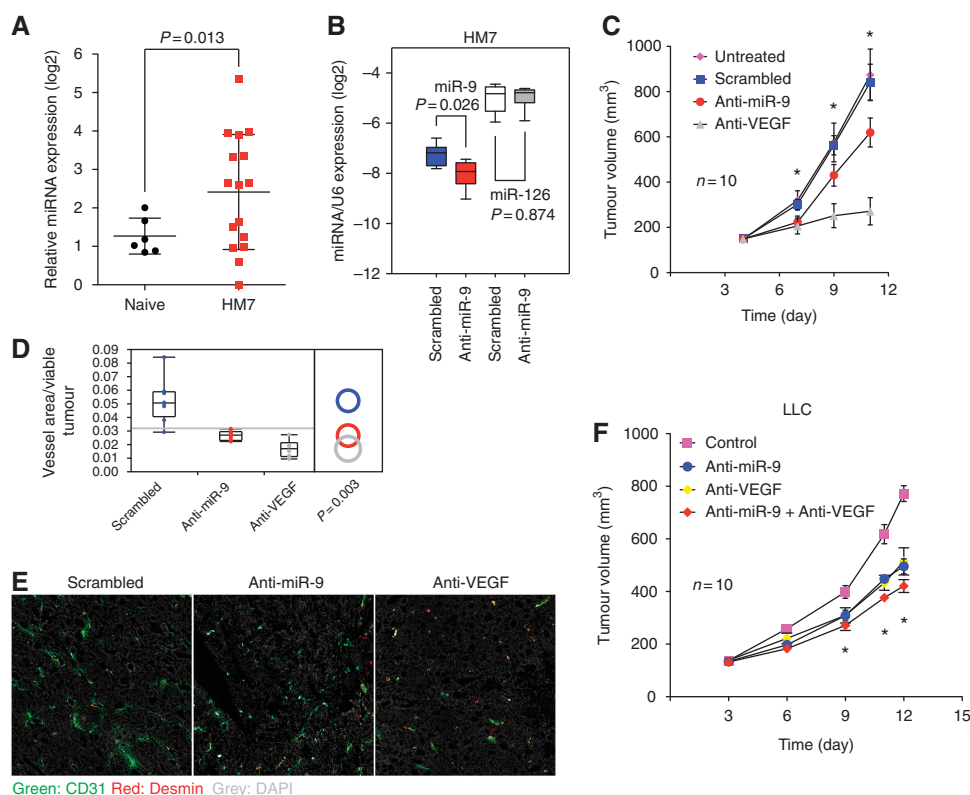 A
P = 0.013
Relative miRNA expression (log2)
6
5
4
3
2
1
0
Naive
HM7
B
HM7
miRNA/U6 expression (log2)
–4
–6
–8
–10
–12
miR-9
P = 0.026
miR-126
P = 0.874
Scrambled
Anti-miR-9
Scrambled
Anti-miR-9
C
Tumour volume (mm3)
1000
800
600
400
200
0
Untreated
Scrambled
Anti-miR-9
Anti-VEGF
n = 10
*
*
*
3
6
9
12
Time (day)
D
Vessel area/viable
tumour
0.09
0.08
0.07
0.06
0.05
0.04
0.03
0.02
0.01
0.00
Scrambled
Anti-miR-9
Anti-VEGF
P = 0.003
E
Scrambled
Anti-miR-9
Anti-VEGF
Green: CD31 Red: Desmin Grey: DAPI
F
LLC
Tumour volume (mm3)
1000
800
600
400
200
0
Control
Anti-miR-9
Anti-VEGF
Anti-miR-9 + Anti-VEGF
n = 10
*
*
*
3
6
9
12
15
Time (day)